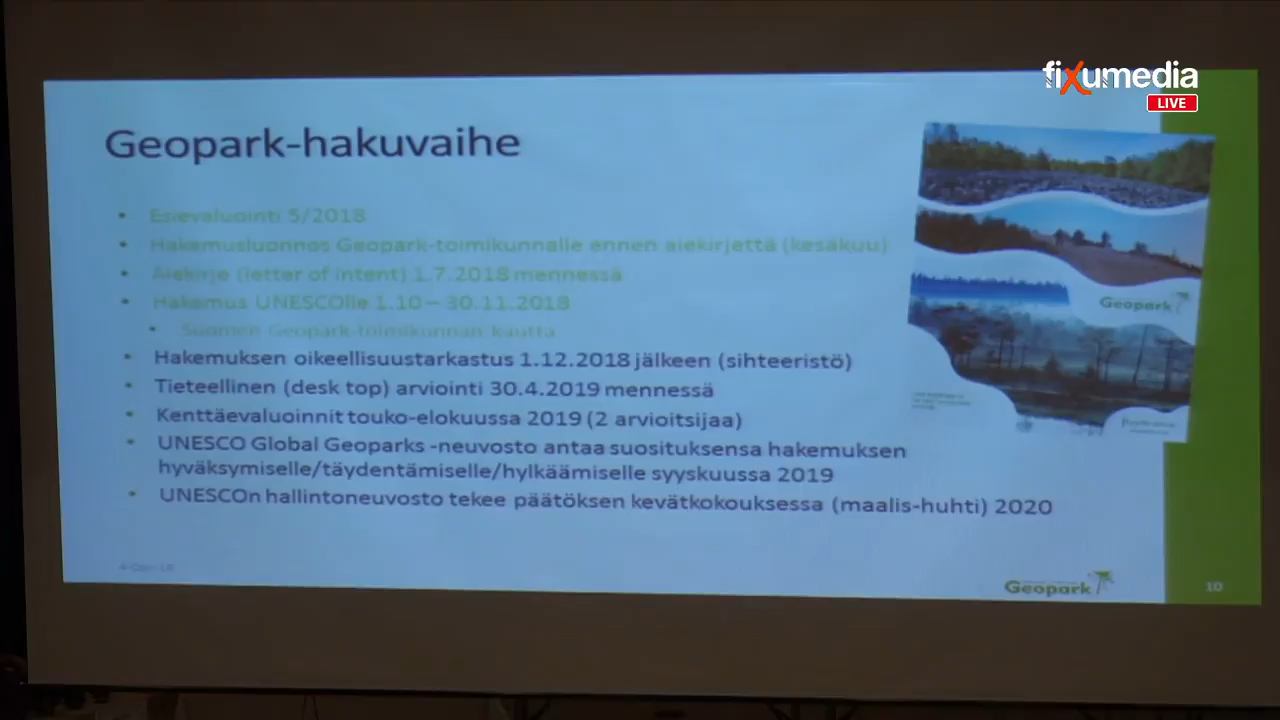 fixumedia
LIVE
Geopark-hakuvaihe
• Esievaluointi 5/2018
• Hakemusluonnos Geopark-toimikunnalle ennen aiekirjettä (kesäkuu)
• Aiekirje (letter of intent) 1.7.2018 mennessä
• Hakemus UNESCOlle 1.10 – 30.11.2018
• Suomen Geopark-toimikunnan kautta
• Hakemuksen oikeellisuustarkastus 1.12.2018 jälkeen (sihteeristö)
• Tieteellinen (desk top) arviointi 30.4.2019 mennessä
• Kenttäevaluoinnit touko-elokuussa 2019 (2 arvioitsijaa)
• UNESCO Global Geoparks -neuvosto antaa suosituksensa hakemuksen
hyväksymiselle/täydentämiselle/hylkäämiselle syyskuussa 2019
• UNESCOn hallintoneuvosto tekee päätöksen kevätkokouksessa (maalis-huhti) 2020
Geopark
Geopark
10